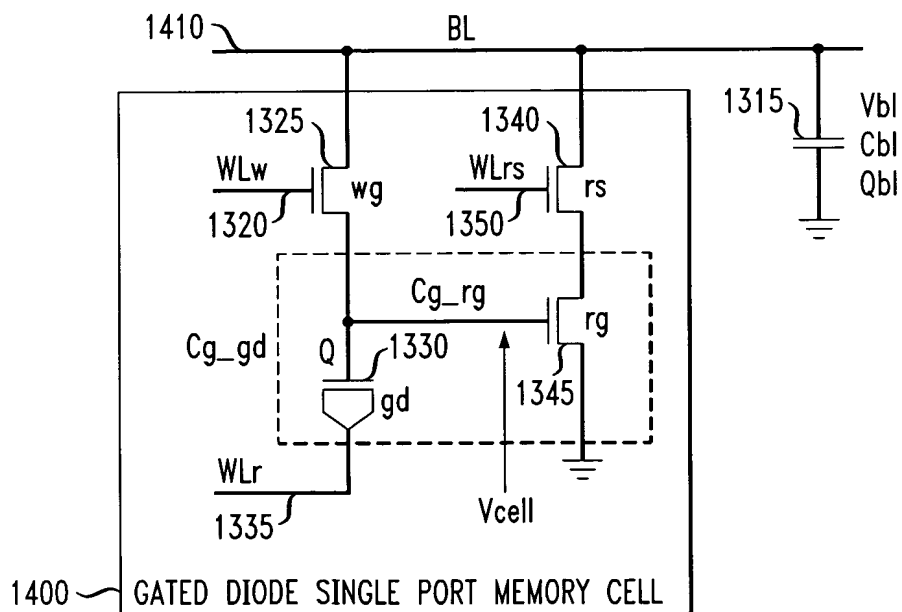 1410
BL
1325
1340
1315
Vbl
Cbl
Qbl
WLw
wg
WLrs
rs
1320
1350
Cg_rg
rg
Cg_gd
Q
1330
gd
1345
WLr
1335
Vcell
1400
GATED DIODE SINGLE PORT MEMORY CELL